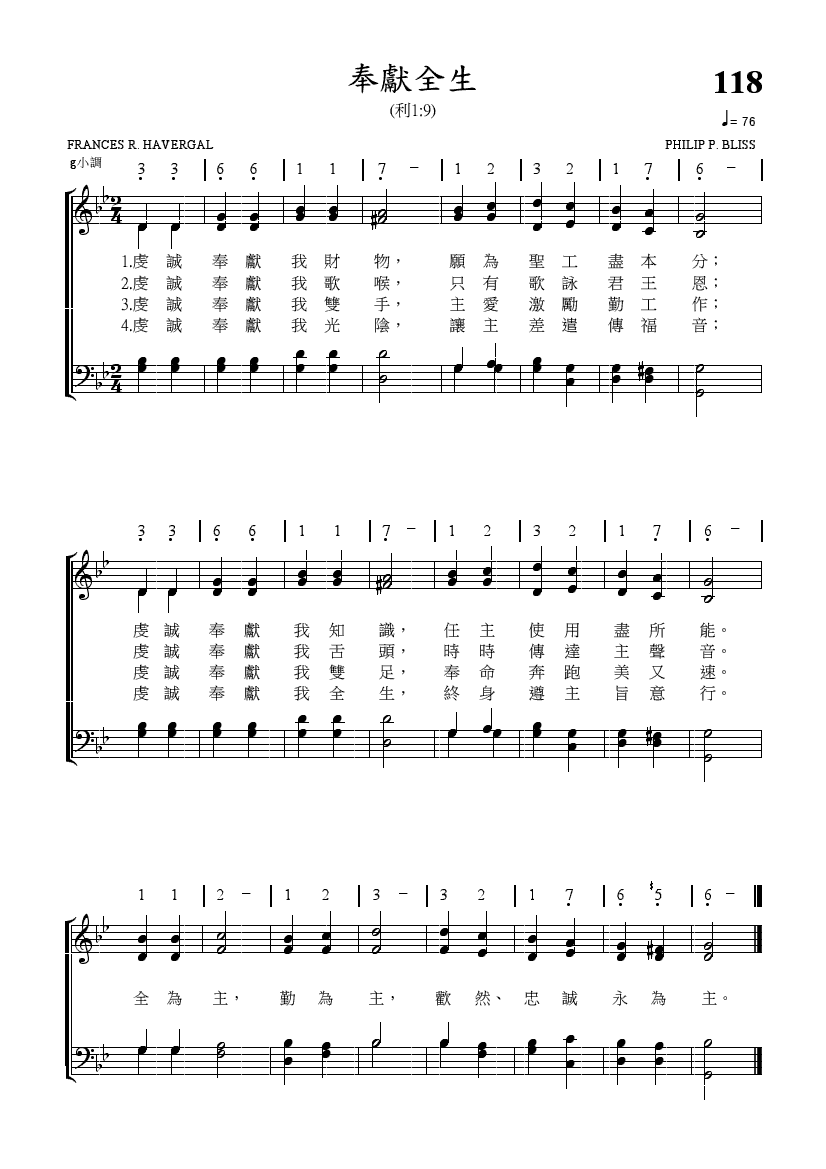 奉獻全生
118
(利1:9)
♩= 76
FRANCES R. HAVERGAL PHILIP P. BLISS
g小調
3 3 | 6 6 | 1 1 | 7 – | 1 2 | 3 2 | 1 7 | 6 – |
1.虔誠奉獻我財物，願為聖工盡本分；
2.虔誠奉獻我歌喉，只有歌詠君王恩；
3.虔誠奉獻我雙手，主愛激勵勤工作；
4.虔誠奉獻我光陰，讓主差遣傳福音；
3 3 | 6 6 | 1 1 | 7 – | 1 2 | 3 2 | 1 7 | 6 – |
虔誠奉獻我知識，任主使用盡所能。
虔誠奉獻我舌頭，時時傳達主聲音。
虔誠奉獻我雙足，奉命奔跑美又速。
虔誠奉獻我全生，終身遵主旨意行。
1 1 | 2 – | 1 2 | 3 – | 3 2 | 1 7 | 6 5 | 6 –
全為主，勤為主，歡然、忠誠永為主。